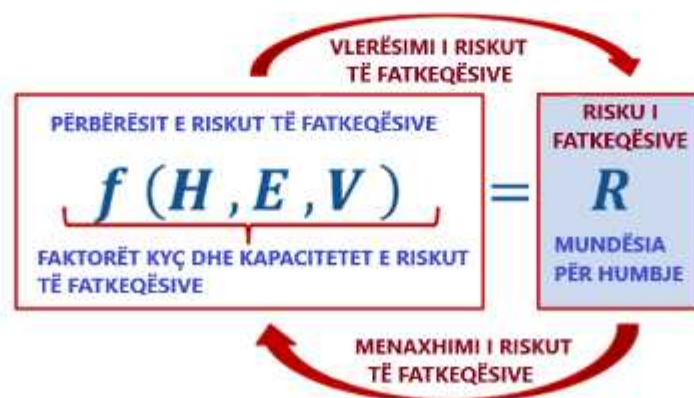 VLERËSIMI I RISKUT
TË FATKEQËSIVE
PËRBËRËSIT E RISKUT TË FATKEQËSIVE
f (H , E , V)
FAKTORËT KYÇ DHE KAPACITETET E RISKUT
TË FATKEQËSIVE
=
RISKU I
FATKEQËSIVE
R
MUNDËSIA
PËR HUMBJE
MENAXHIMI I RISKUT
TË FATKEQËSIVE